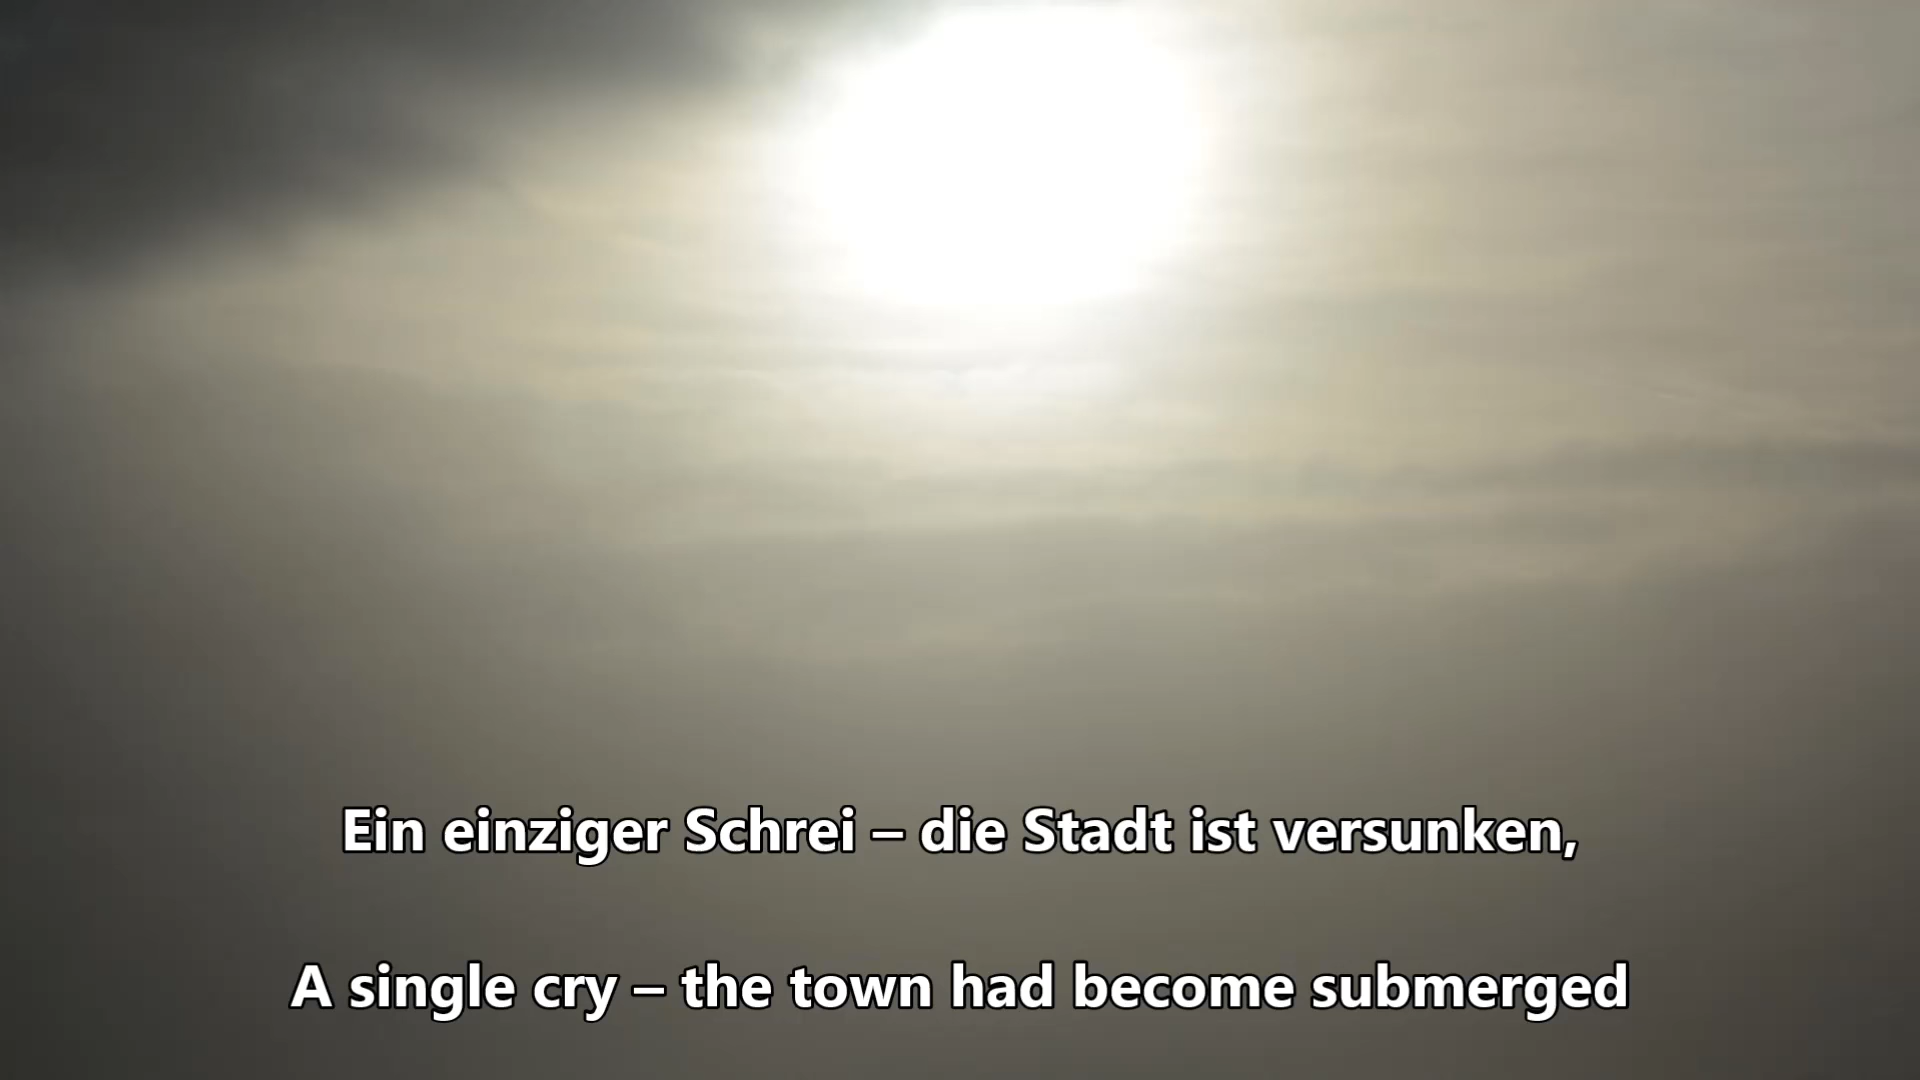 Ein einziger Schrei – die Stadt ist versunken,
A single cry – the town had become submerged